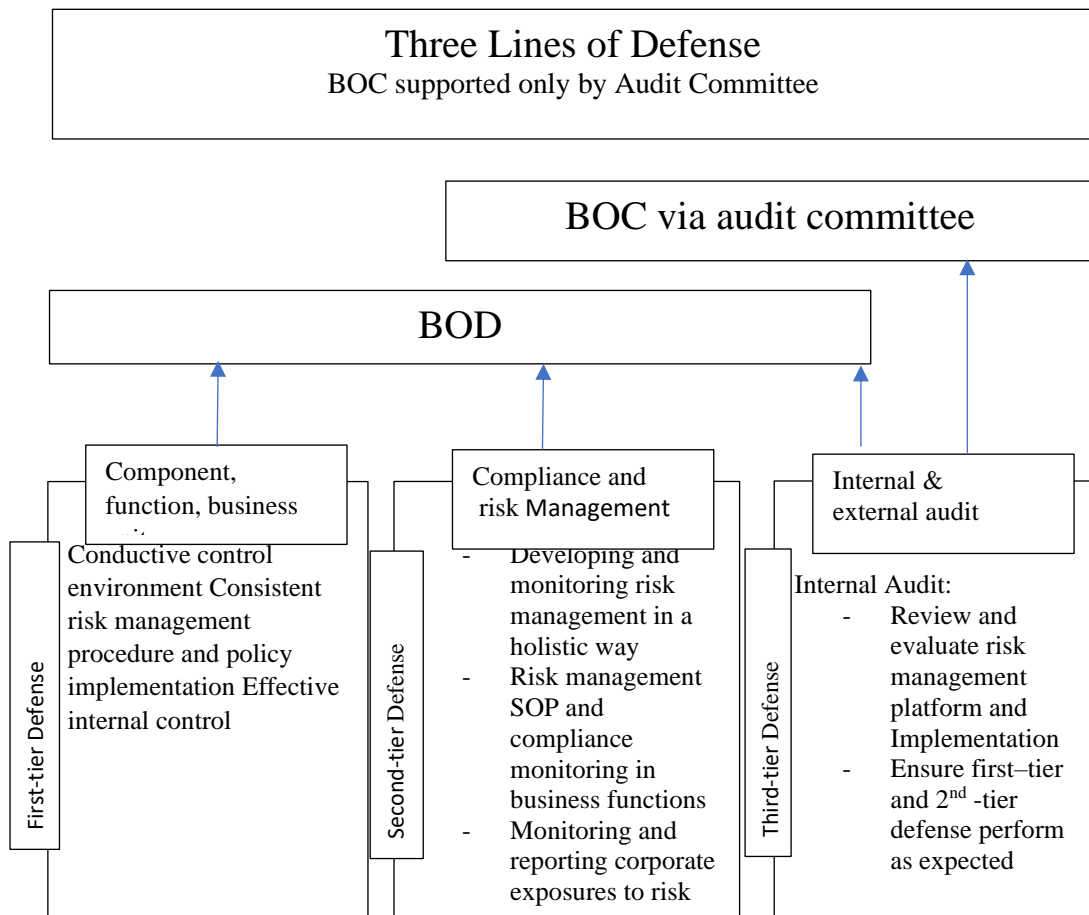 Three Lines of Defense
BOC supported only by Audit Committee
BOC via audit committee
BOD
Component,
function, business
Compliance and
risk Management
Internal &
external audit
First-tier Defense
Conductive control
environment Consistent
risk management
procedure and policy
implementation Effective
internal control
Second-tier Defense
- Developing and
monitoring risk
management in a
holistic way
- Risk management
SOP and
compliance
monitoring in
business functions
- Monitoring and
reporting corporate
exposures to risk
Third-tier Defense
Internal Audit:
- Review and
evaluate risk
management
platform and
Implementation
- Ensure first–tier
and 2nd -tier
defense perform
as expected